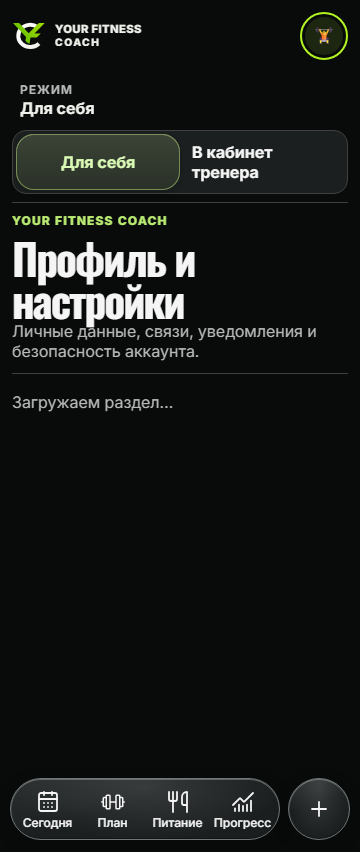 YOUR FITNESS
COACH
РЕЖИМ
Для себя
Для себя
В кабинет
тренера
YOUR FITNESS COACH
Профиль и
настройки
Личные данные, связи, уведомления и
безопасность аккаунта.
Загружаем раздел...
Сегодня
План
Питание
Прогресс